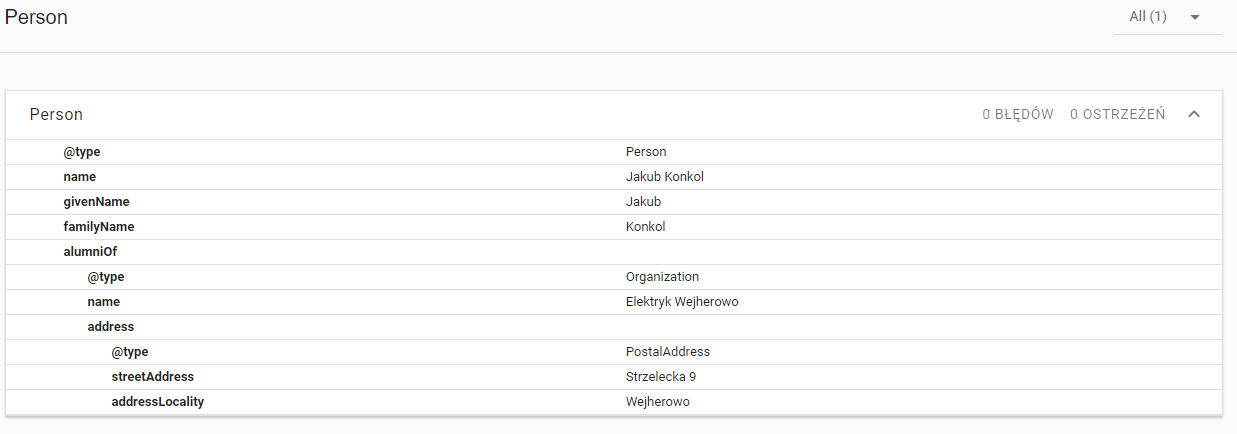 Person
All (1)
Person 0 BŁĘDÓW 0 OSTRZEŻEŃ
@type Person
name Jakub Konkol
givenName Jakub
familyName Konkol
alumniOf
@type Organization
name Elektryk Wejherowo
address
@type PostalAddress
streetAddress Strzelecka 9
addressLocality Wejherowo